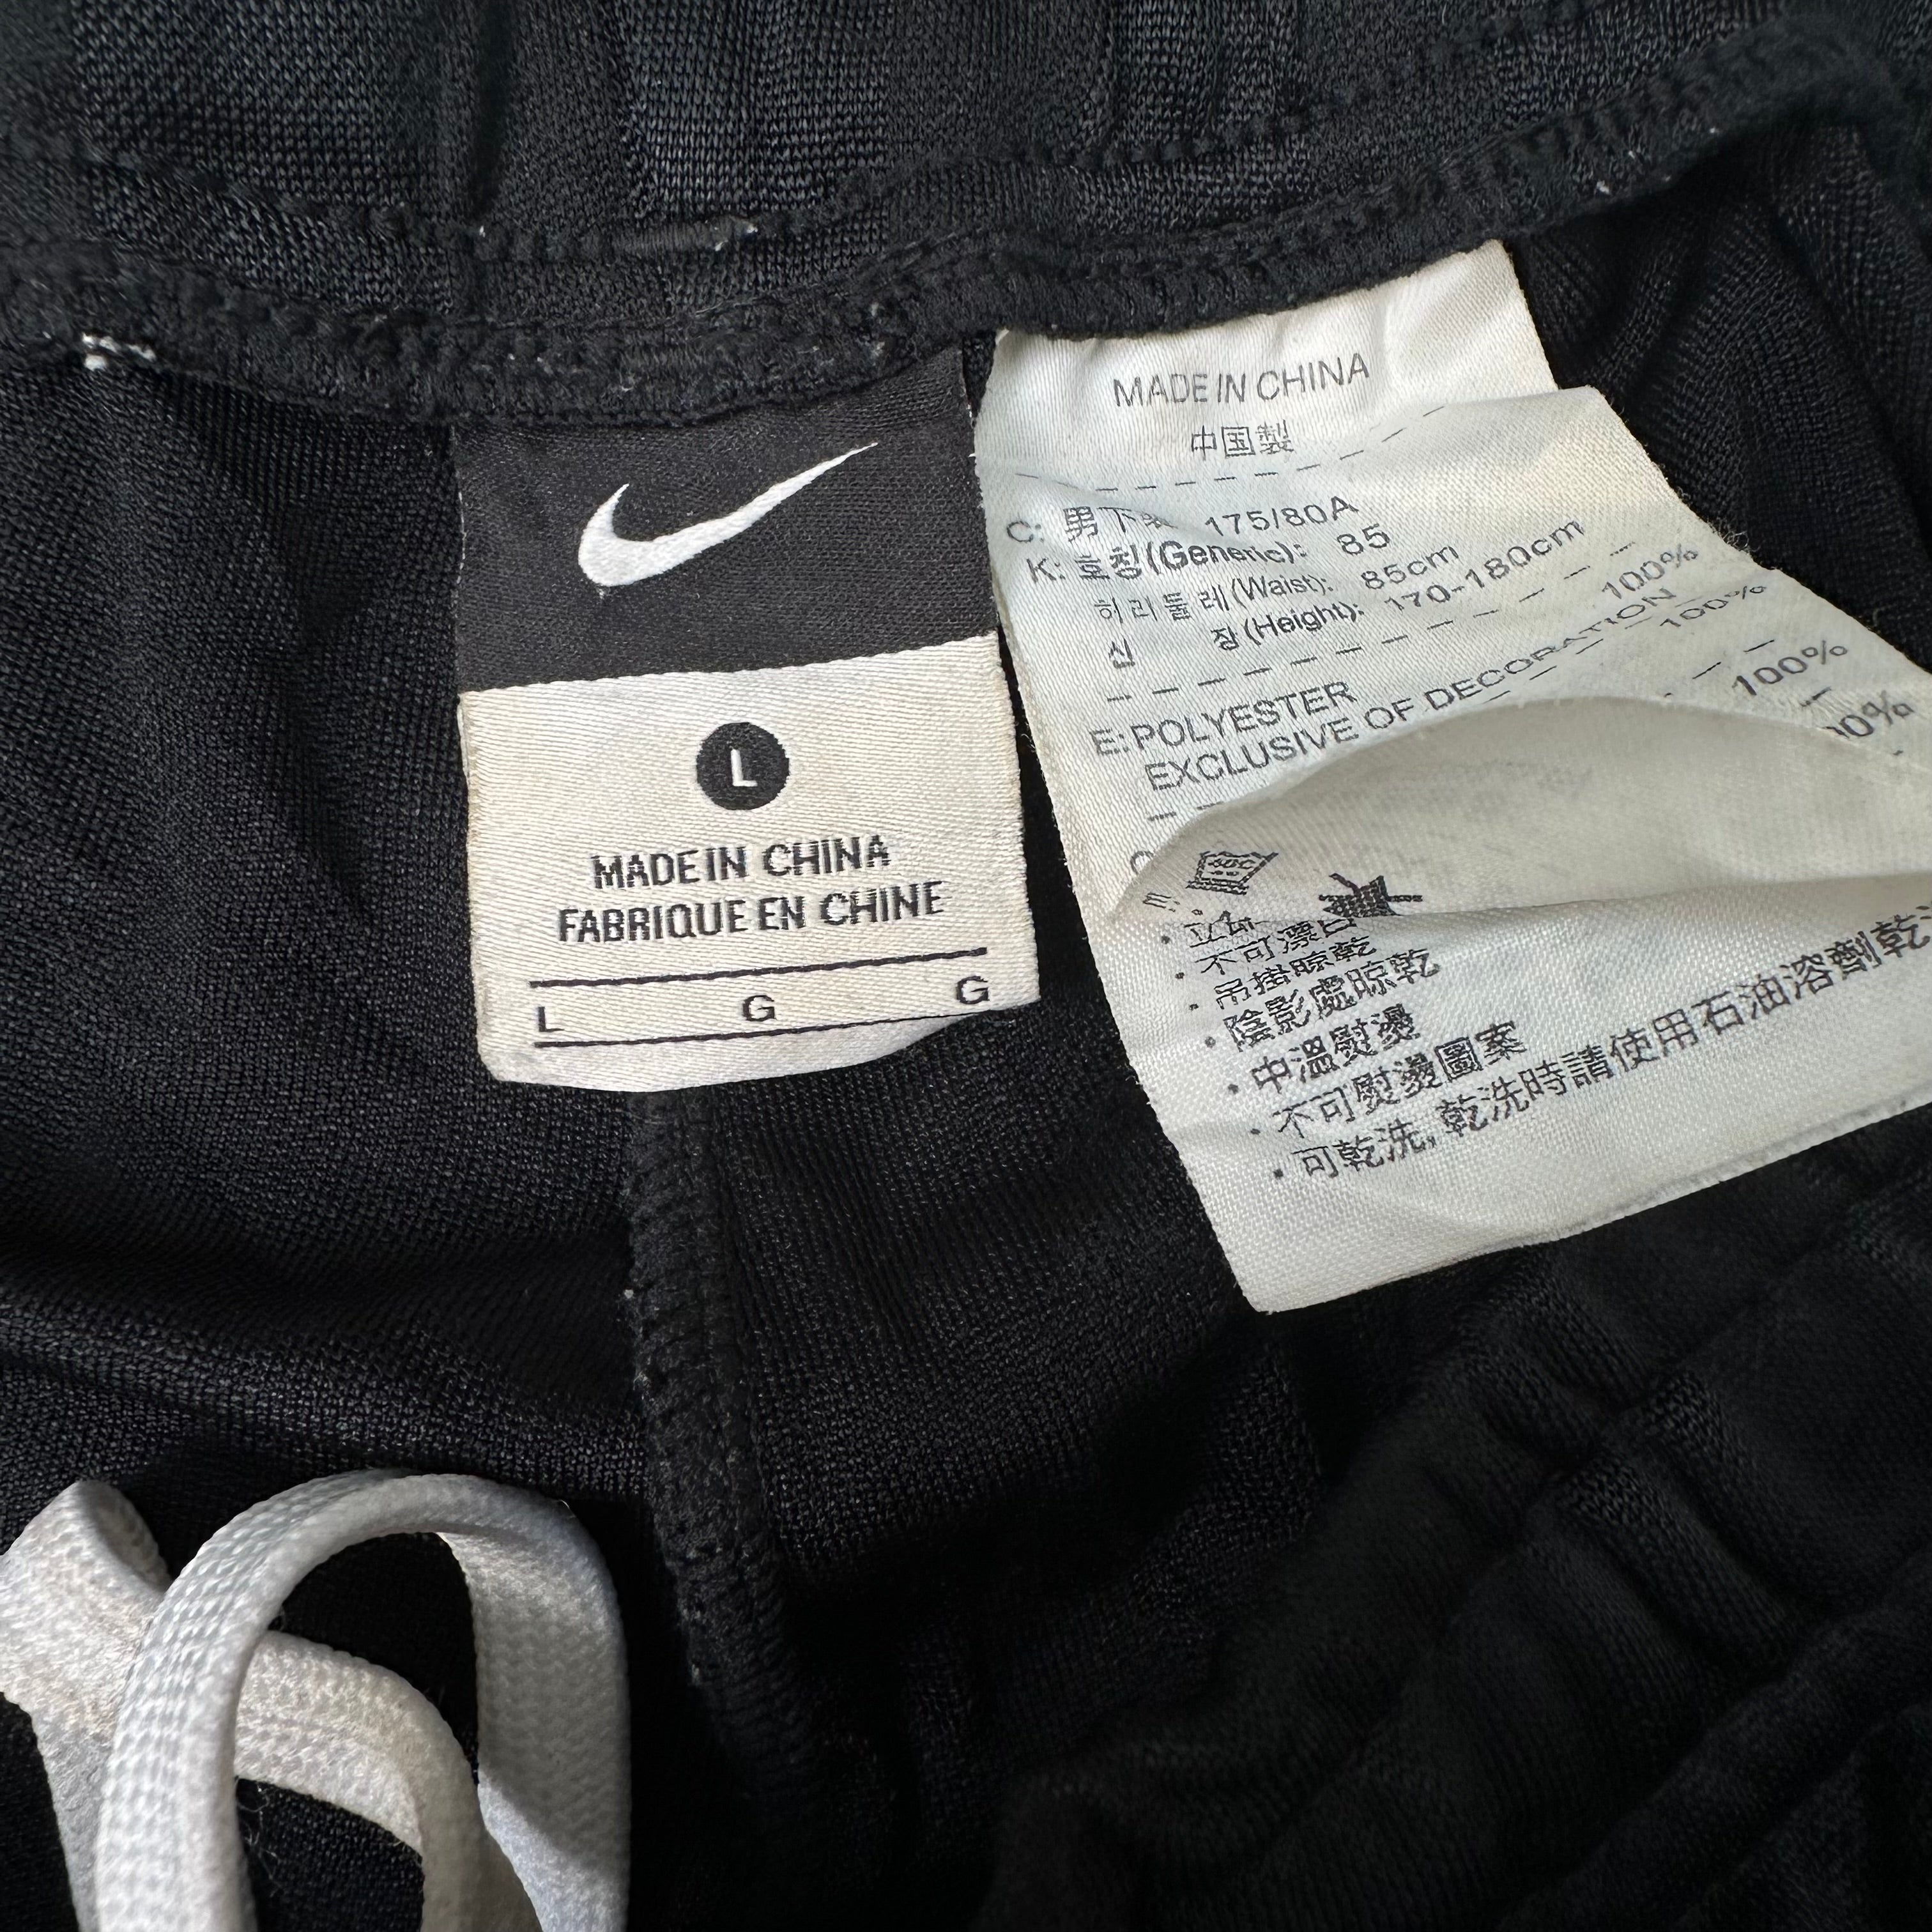 L
MADE IN CHINA
FABRIQUE EN CHINE
L G G
MADE IN CHINA
中国製
C: 男下 175/80A
K: 호칭(Generic): 85
허리둘레(Waist): 85cm
신 장(Height): 170-180cm
E: POLYESTER 100%
EXCLUSIVE OF DECORATION
100%
100%
不可漂白
吊掛晾乾
陰影處晾乾
中溫熨燙
不可熨燙圖案
可乾洗, 乾洗時請使用石油溶劑乾